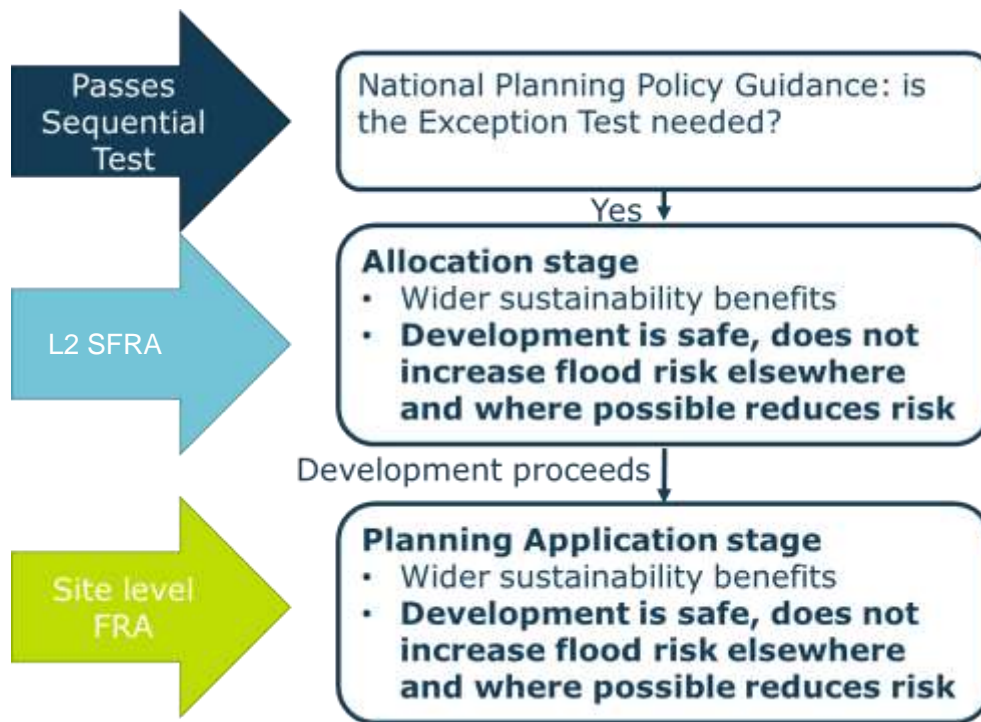 Passes
Sequential
Test
National Planning Policy Guidance: is
the Exception Test needed?
Yes
L2 SFRA
Allocation stage
• Wider sustainability benefits
• Development is safe, does not
increase flood risk elsewhere
and where possible reduces risk
Development proceeds
Site level
FRA
Planning Application stage
• Wider sustainability benefits
• Development is safe, does not
increase flood risk elsewhere
and where possible reduces risk